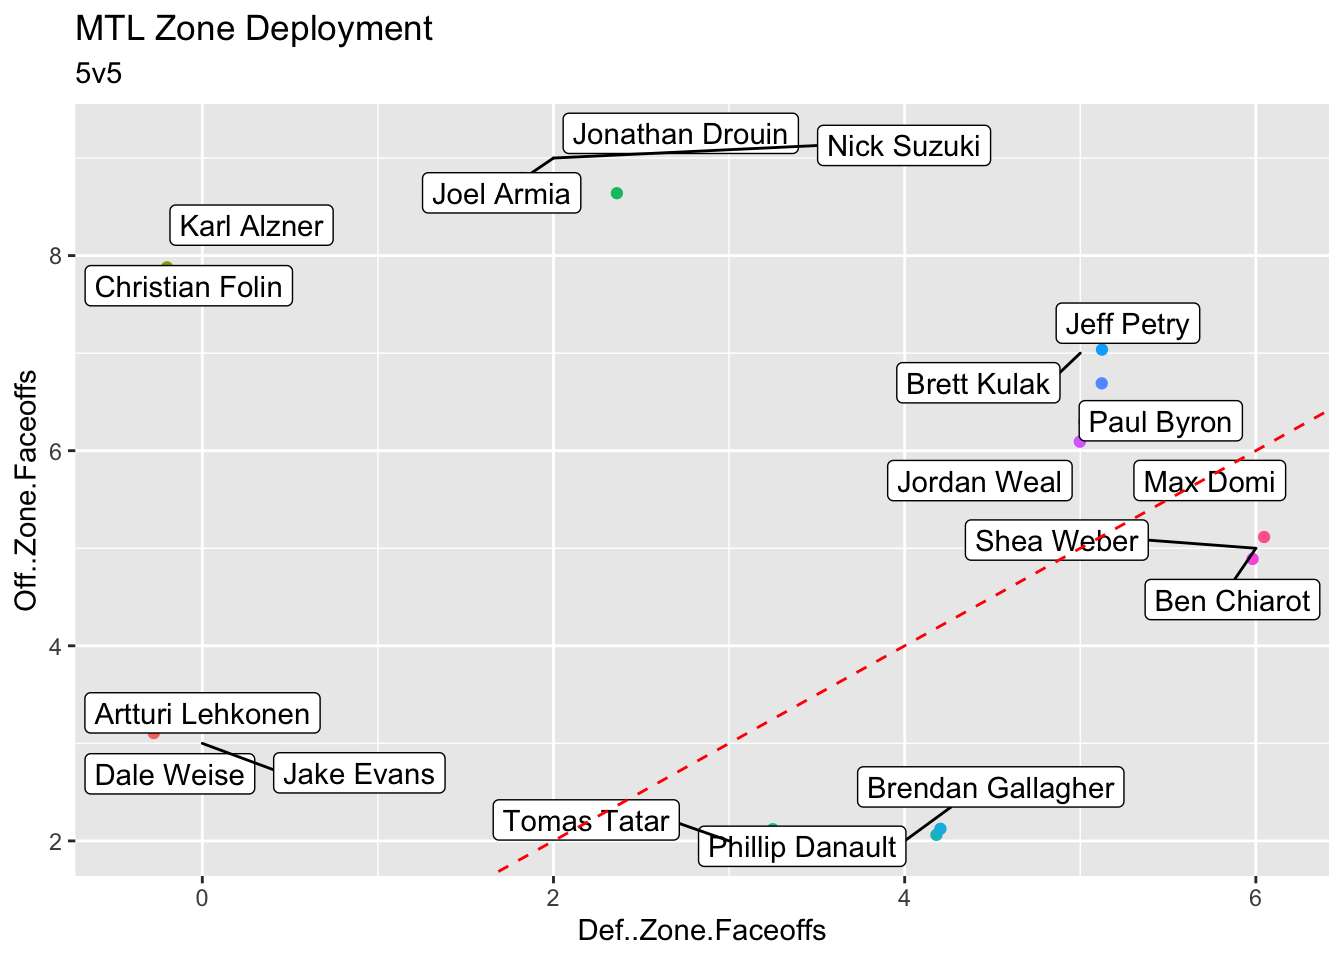 MTL Zone Deployment
5v5
Jonathan Drouin
Nick Suzuki
Joel Armia
Karl Alzner
8
Christian Folin
Jeff Petry
Brett Kulak
Paul Byron
6
Jordan Weal
Max Domi
Shea Weber
Ben Chiarot
Off..Zone.Faceoffs
4
Artturi Lehkonen
Dale Weise
Jake Evans
Brendan Gallagher
Tomas Tatar
Phillip Danault
2
0
2
4
6
Def..Zone.Faceoffs